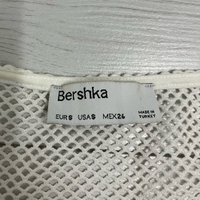 Bershka
EUR S USA S MEX 26
MADE IN
TURKEY